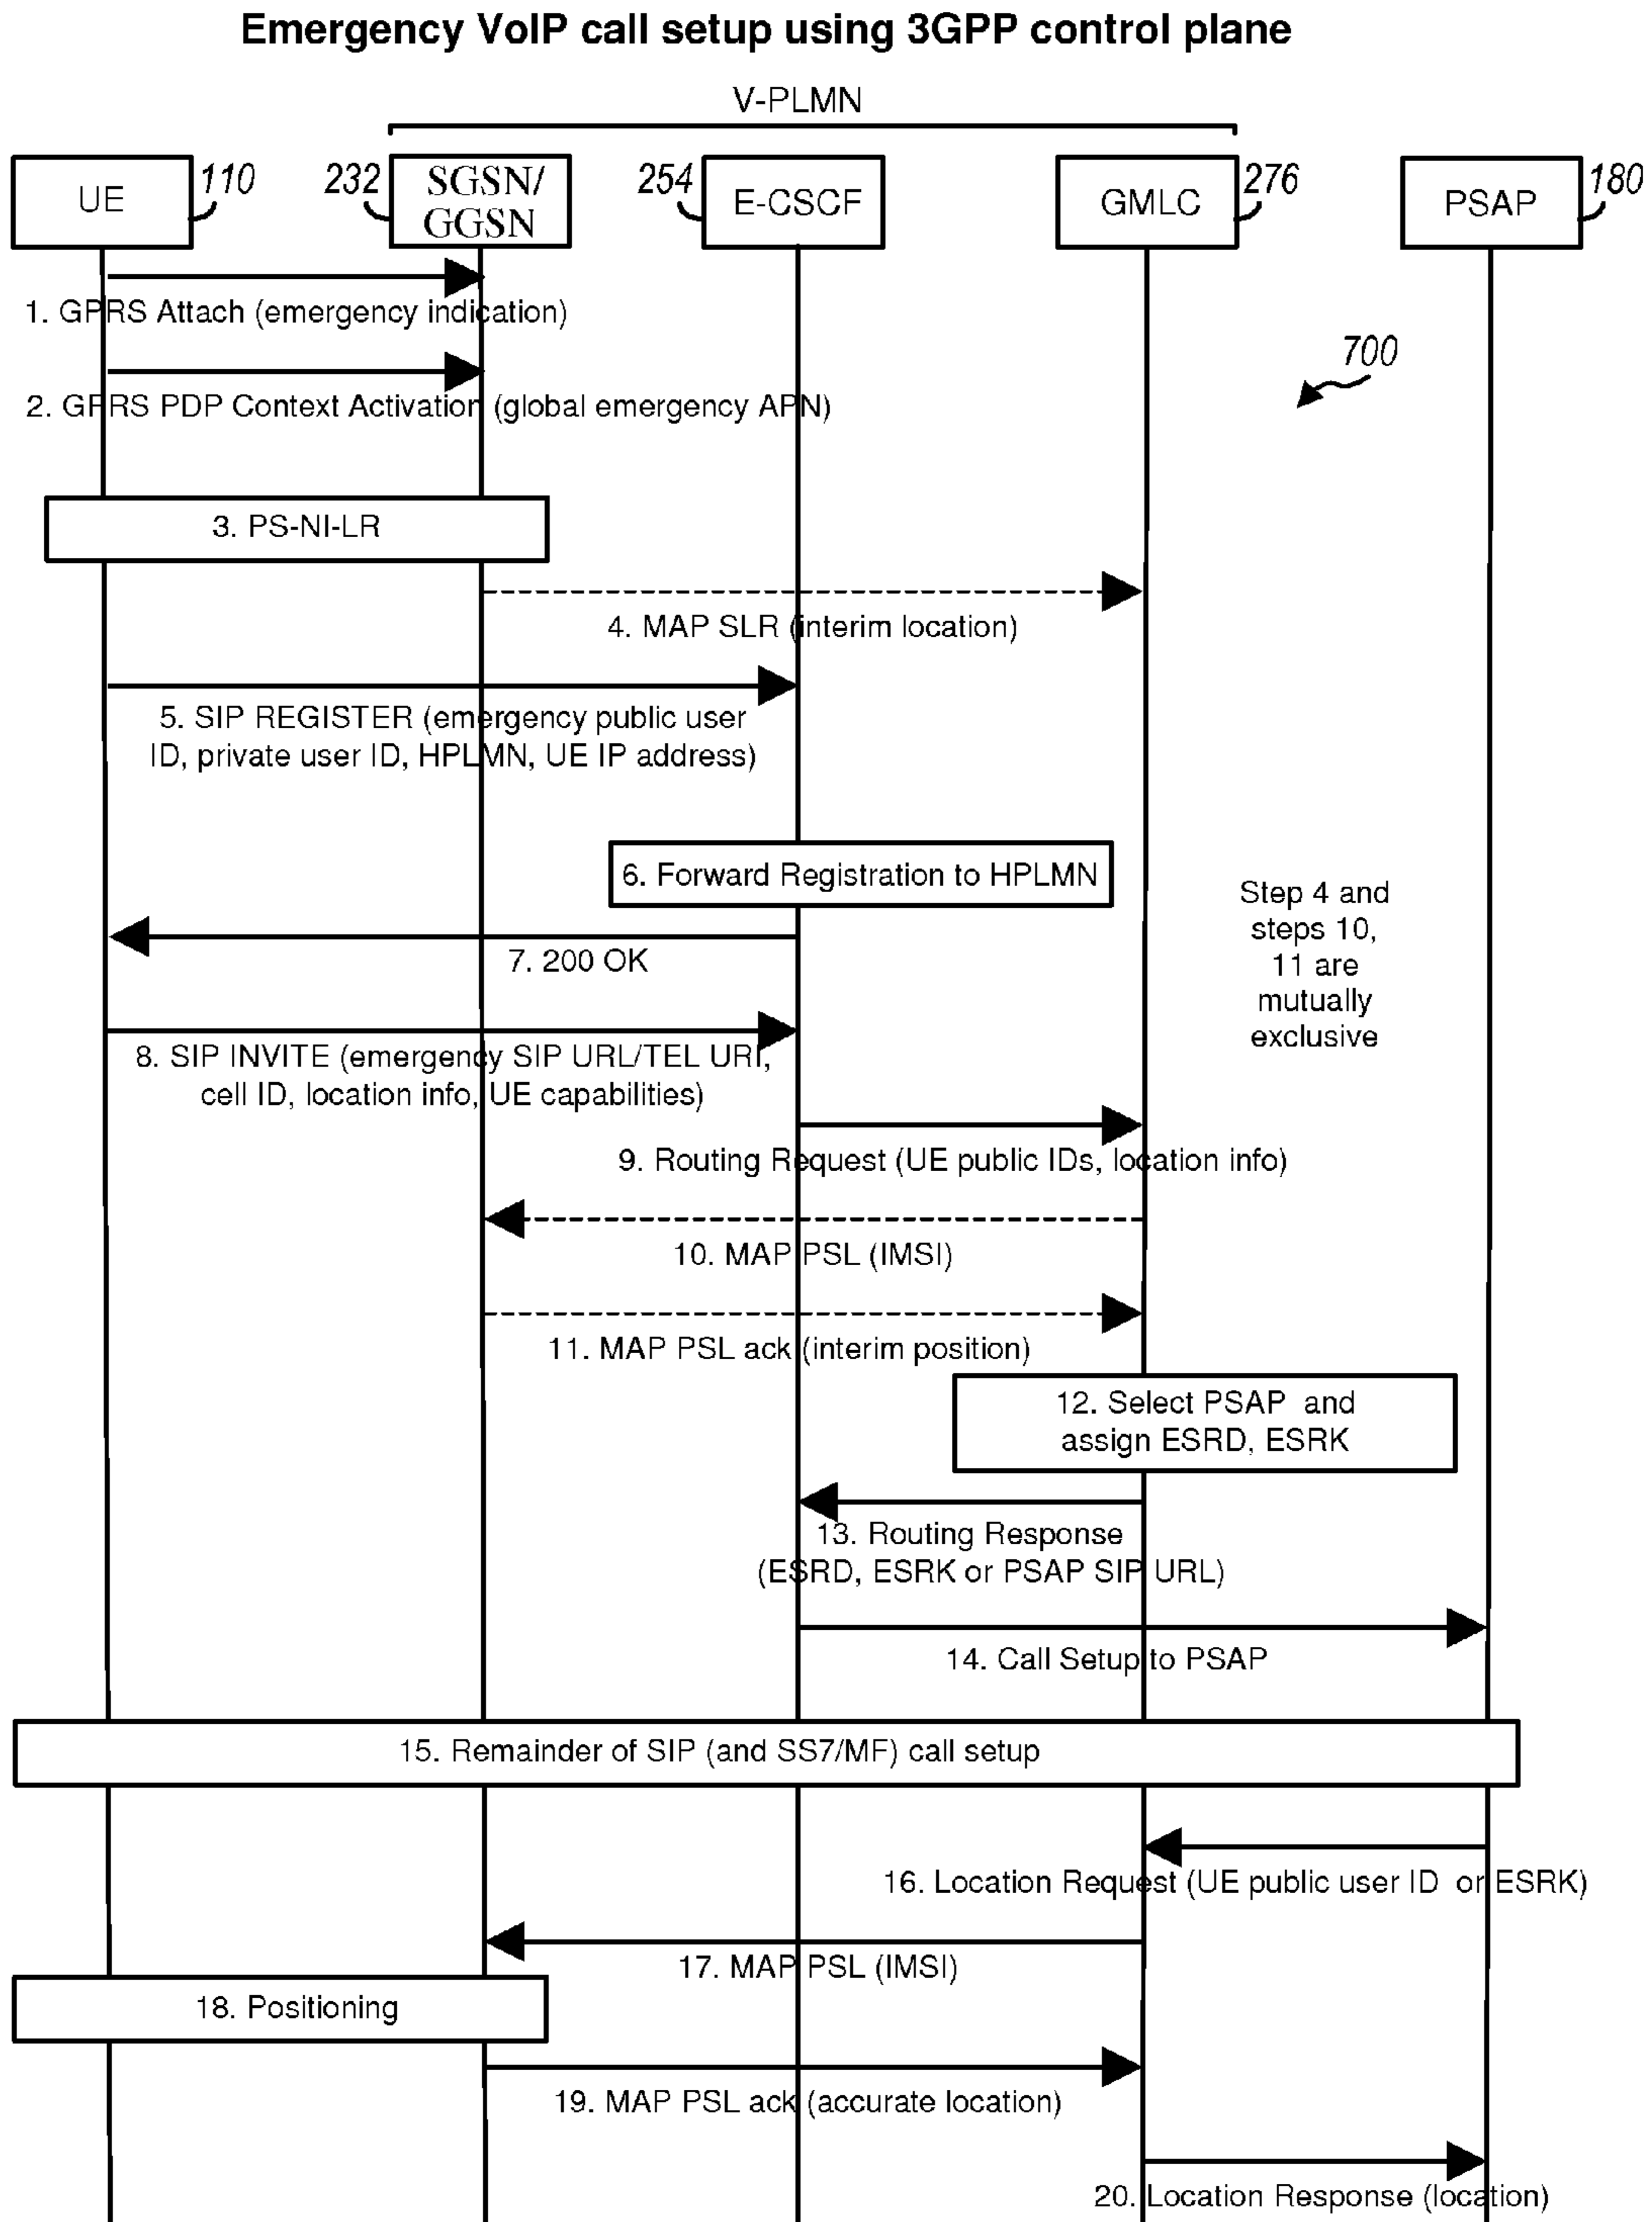 Emergency VoIP call setup using 3GPP control plane
V-PLMN
UE
110
232
SGSN/
GGSN
254
E-CSCF
GMLC
276
PSAP
180
1. GPRS Attach (emergency indication)
700
2. GPRS PDP Context Activation (global emergency APN)
3. PS-NI-LR
4. MAP SLR (interim location)
5. SIP REGISTER (emergency public user
ID, private user ID, HPLMN, UE IP address)
6. Forward Registration to HPLMN
Step 4 and
steps 10,
11 are
mutually
exclusive
7. 200 OK
8. SIP INVITE (emergency SIP URL/TEL URI,
cell ID, location info, UE capabilities)
9. Routing Request (UE public IDs, location info)
10. MAP PSL (IMSI)
11. MAP PSL ack (interim position)
12. Select PSAP and
assign ESRD, ESRK
13. Routing Response
(ESRD, ESRK or PSAP SIP URL)
14. Call Setup to PSAP
15. Remainder of SIP (and SS7/MF) call setup
16. Location Request (UE public user ID or ESRK)
17. MAP PSL (IMSI)
18. Positioning
19. MAP PSL ack (accurate location)
20. Location Response (location)